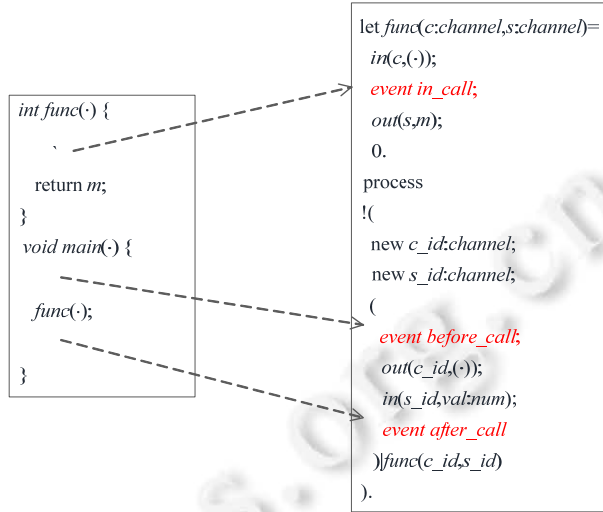 int func(·) {
`
return m;
}
void main(·) {
func(·);
}
let func(c:channel,s:channel)=
in(c,(·));
event in_call;
out(s,m);
0.
process
!(
new c_id:channel;
new s_id:channel;
(
event before_call;
out(c_id,(·));
in(s_id,val:num);
event after_call
)|func(c_id,s_id)
).